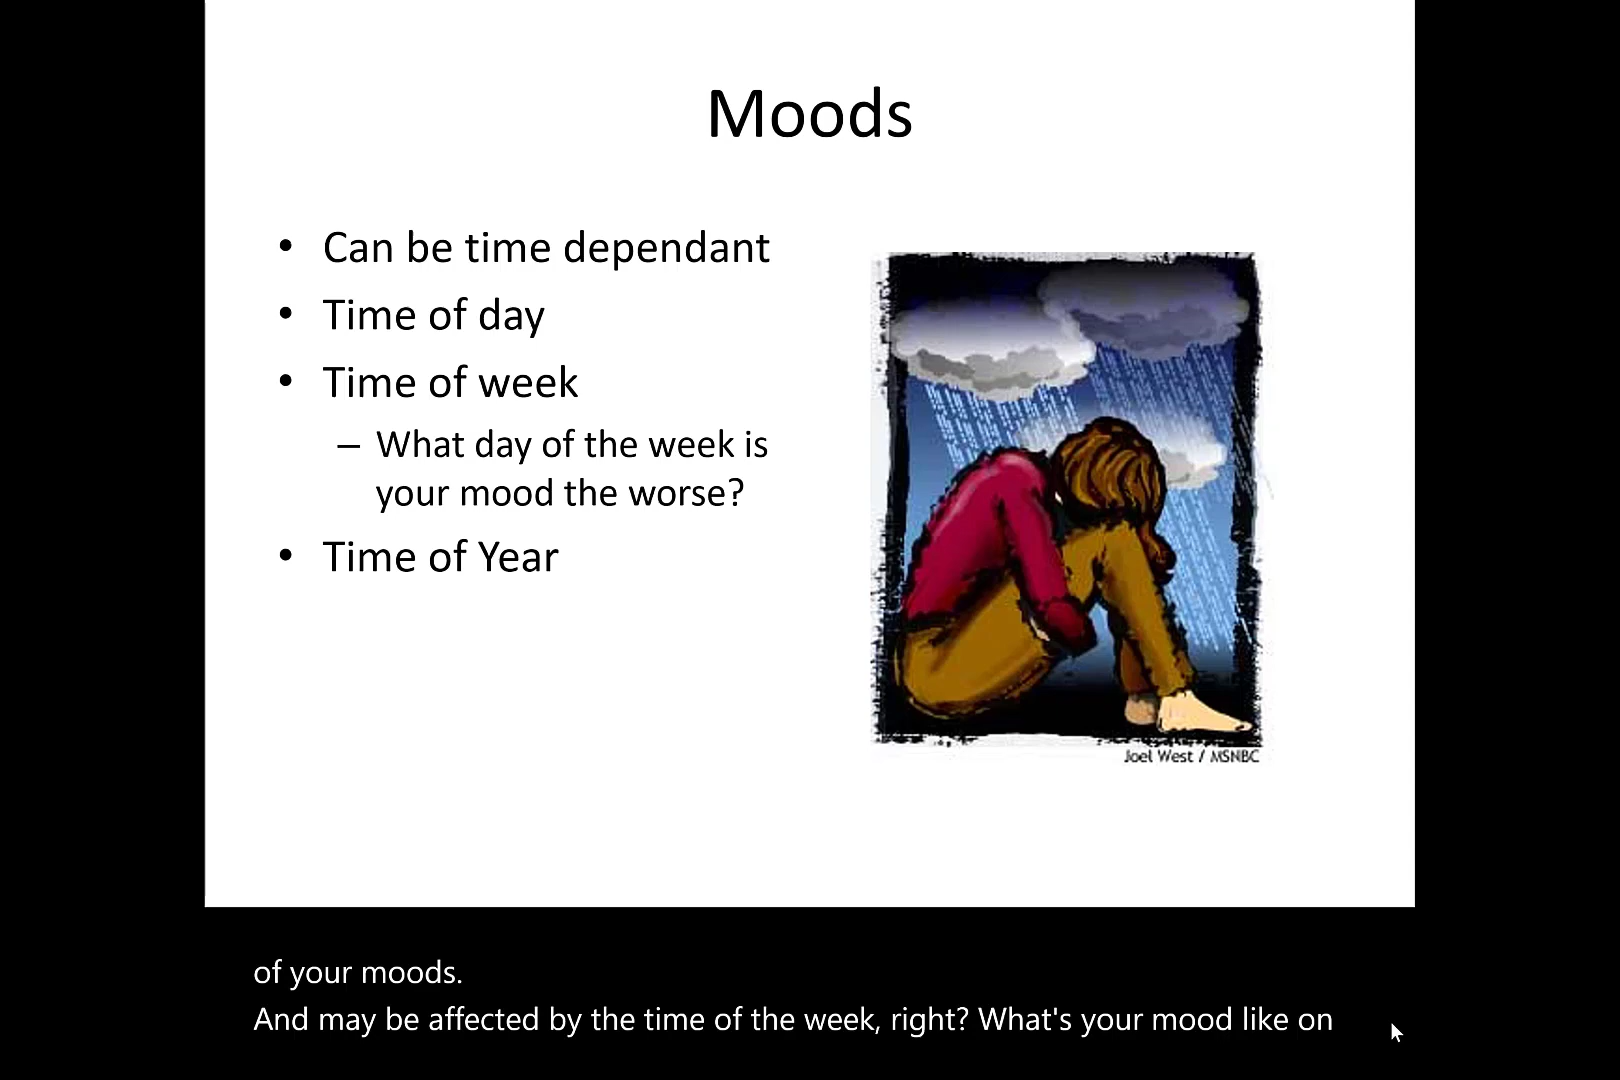 Moods
• Can be time dependant
• Time of day
• Time of week
– What day of the week is
your mood the worse?
• Time of Year
Joel West / MSNBC
of your moods.
And may be affected by the time of the week, right? What's your mood like on